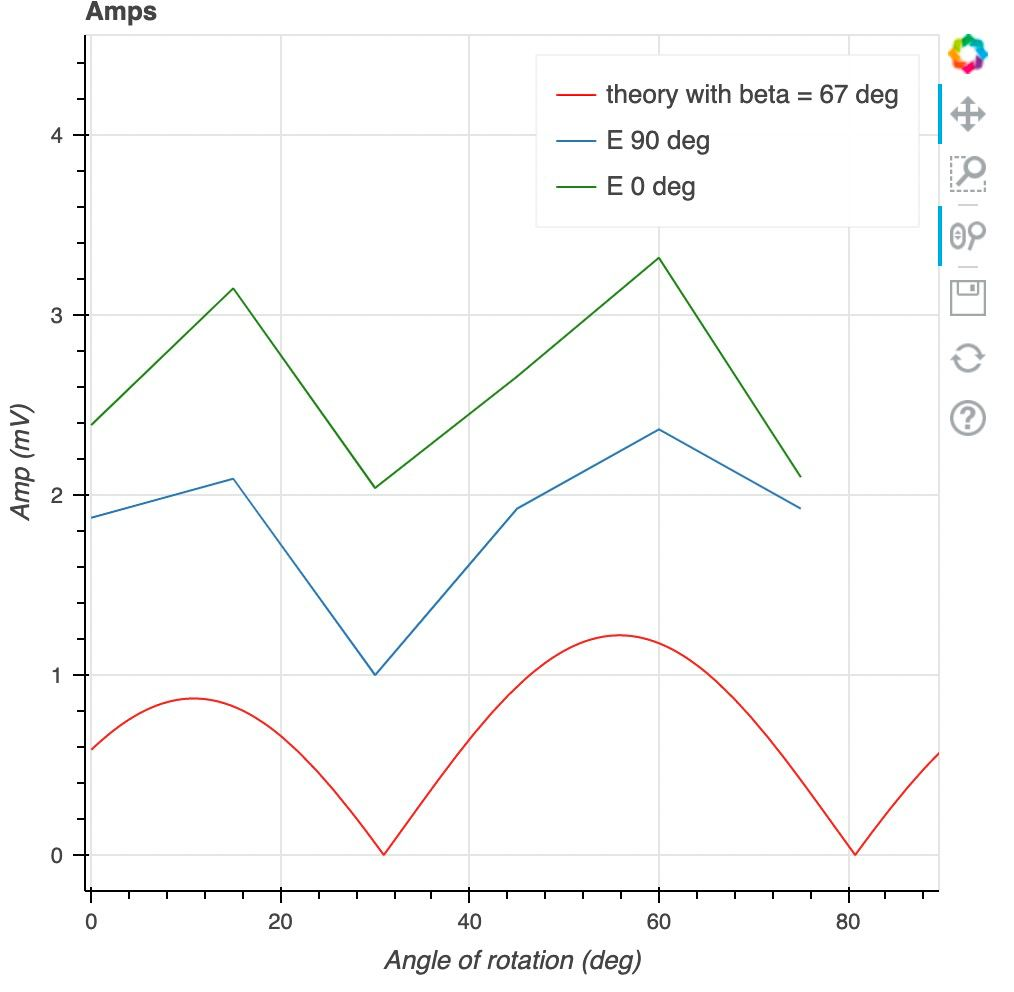 Amps
theory with beta = 67 deg
E 90 deg
E 0 deg
4
3
2
1
0
Amp (mV)
0 20 40 60 80
Angle of rotation (deg)